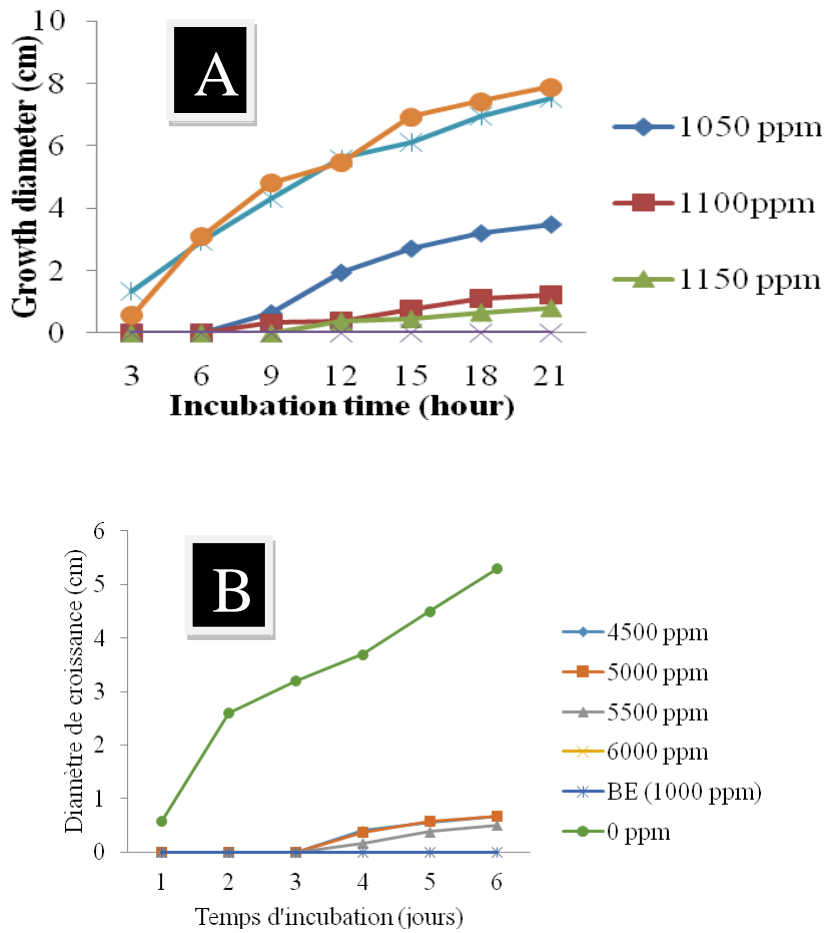 A
10
8
6
4
2
0
Growth diameter (cm)
3 6 9 12 15 18 21
Incubation time (hour)
1050 ppm
1100ppm
1150 ppm
B
6
5
4
3
2
1
0
Diamètre de croissance (cm)
1 2 3 4 5 6
Temps d'incubation (jours)
4500 ppm
5000 ppm
5500 ppm
6000 ppm
BE (1000 ppm)
0 ppm